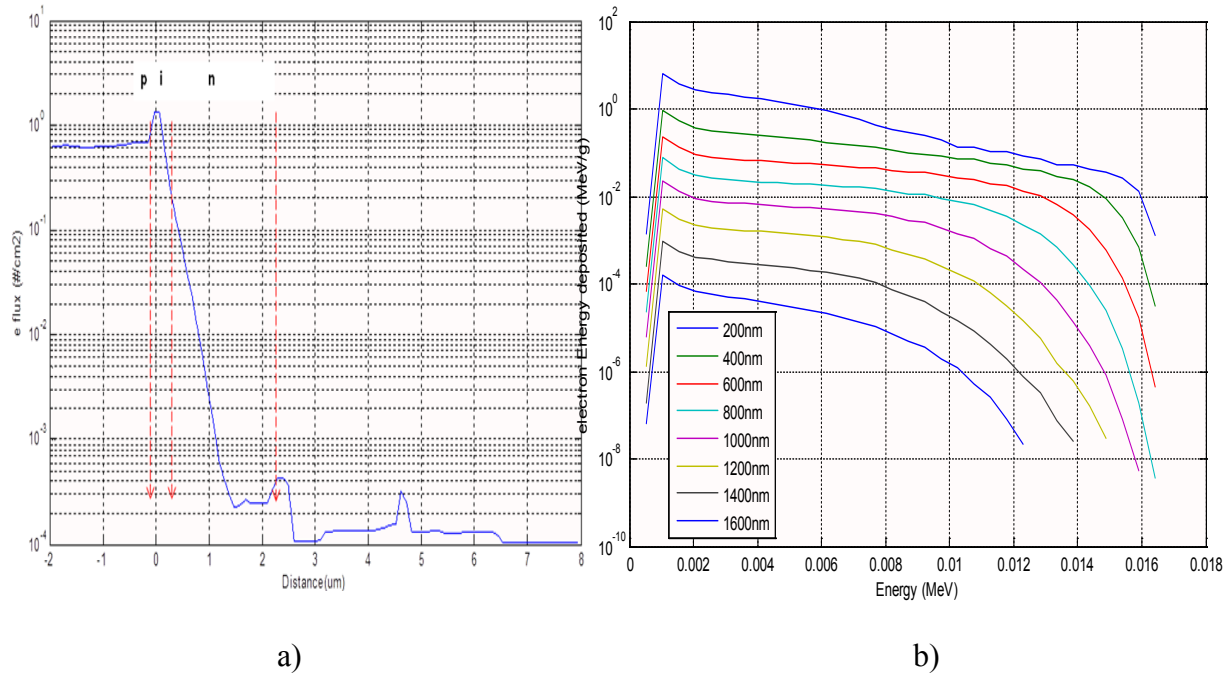 p i n
10^1
10^0
10^-1
10^-2
10^-3
10^-4
e flux (#/cm2)
-2 -1 0 1 2 3 4 5 6 7 8
Distance(um)
a)
10^2
10^0
10^-2
10^-4
10^-6
10^-8
10^-10
electron Energy deposited (MeV/g)
200nm
400nm
600nm
800nm
1000nm
1200nm
1400nm
1600nm
0 0.002 0.004 0.006 0.008 0.01 0.012 0.014 0.016 0.018
Energy (MeV)
b)